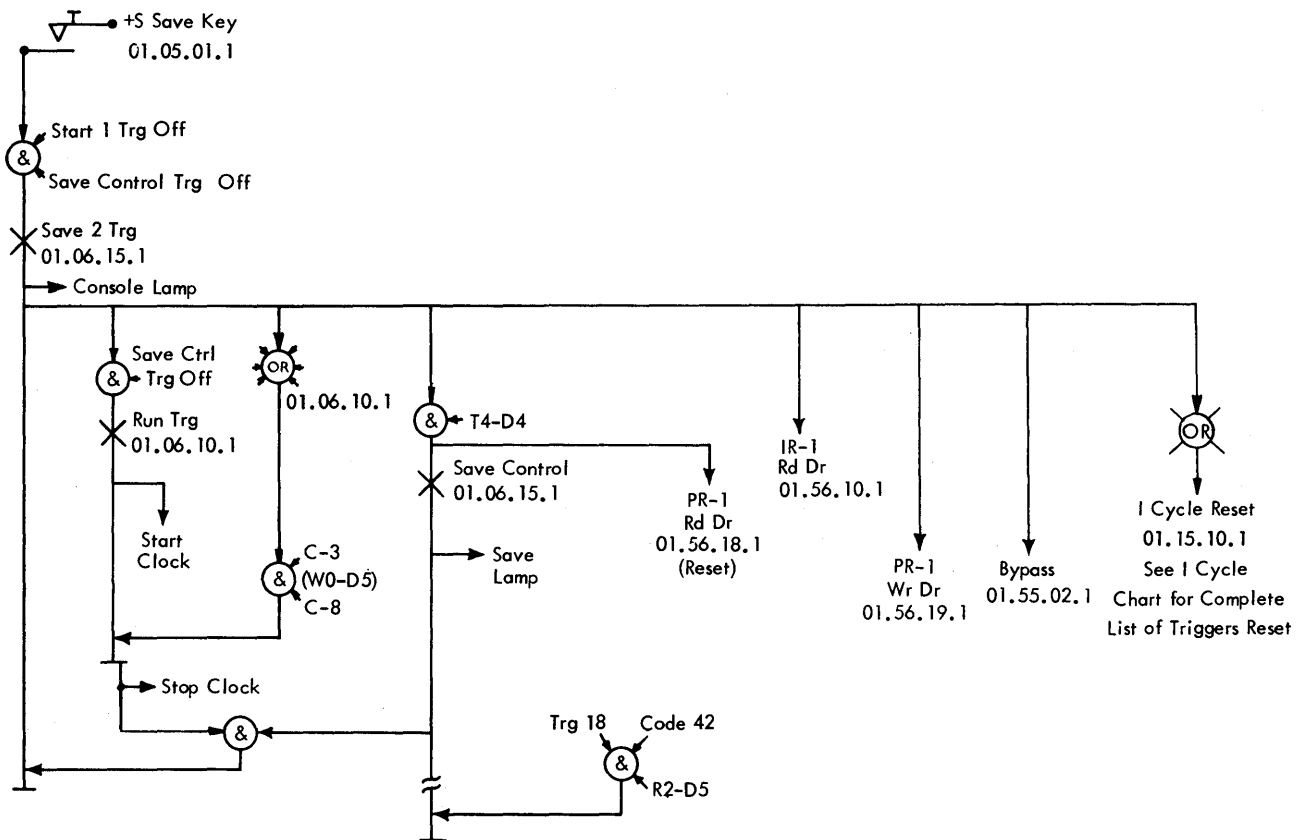 +S Save Key
01.05.01.1
Start 1 Trg Off
&
Save Control Trg Off
Save 2 Trg
01.06.15.1
Console Lamp
Save Ctrl
& Trg Off
OR
01.06.10.1
Run Trg
01.06.10.1
& T4-D4
Save Control
01.06.15.1
Start
Clock
Save
Lamp
PR-1
Rd Dr
01.56.18.1
(Reset)
IR-1
Rd Dr
01.56.10.1
PR-1
Wr Dr
01.56.19.1
Bypass
01.55.02.1
OR
I Cycle Reset
01.15.10.1
See I Cycle
Chart for Complete
List of Triggers Reset
C-3
& (W0-D5)
C-8
Stop Clock
&
Trg 18 Code 42
&
R2-D5